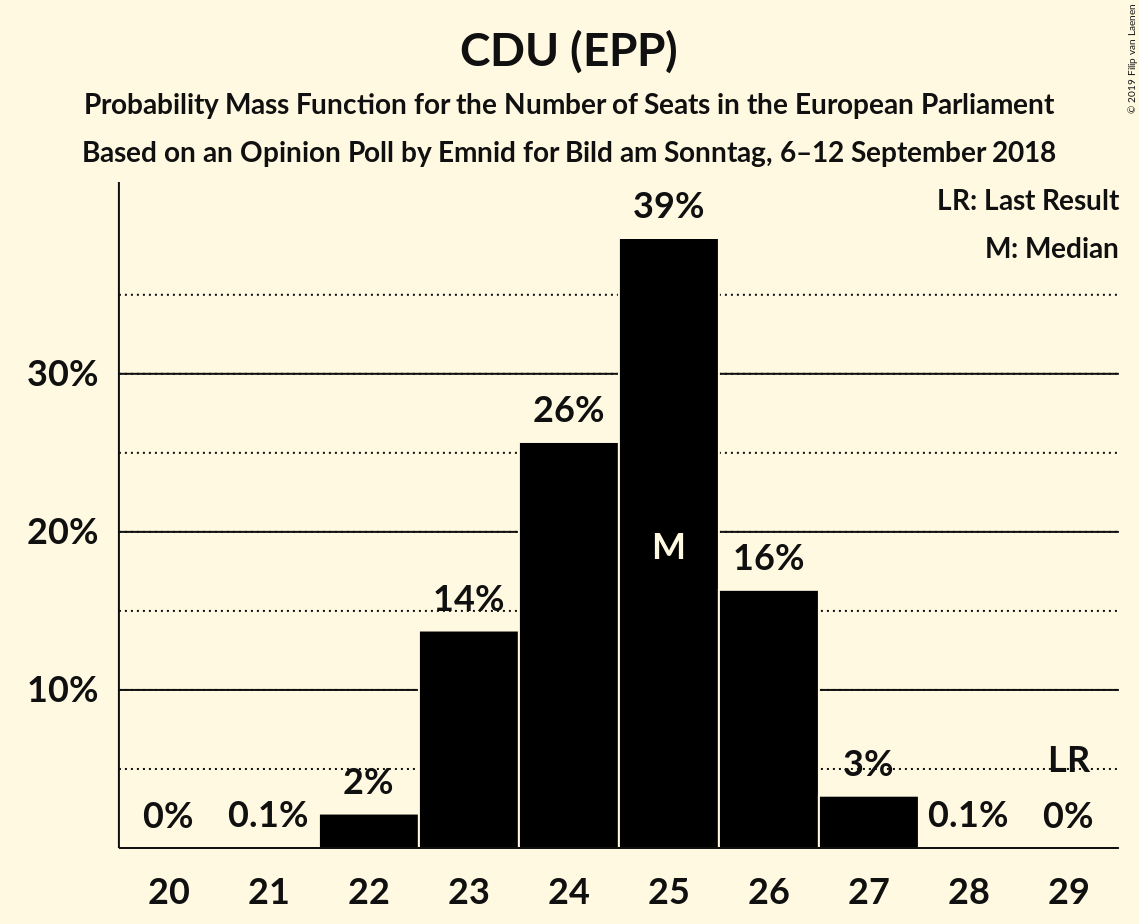 CDU (EPP)
Probability Mass Function for the Number of Seats in the European Parliament
Based on an Opinion Poll by Emnid for Bild am Sonntag, 6–12 September 2018
© 2019 Filip van Laenen
LR: Last Result
M: Median
39%
30%
26%
20%
M
16%
14%
10%
2%
3%
LR
0%
0.1%
0.1%
0%
20 21 22 23 24 25 26 27 28 29